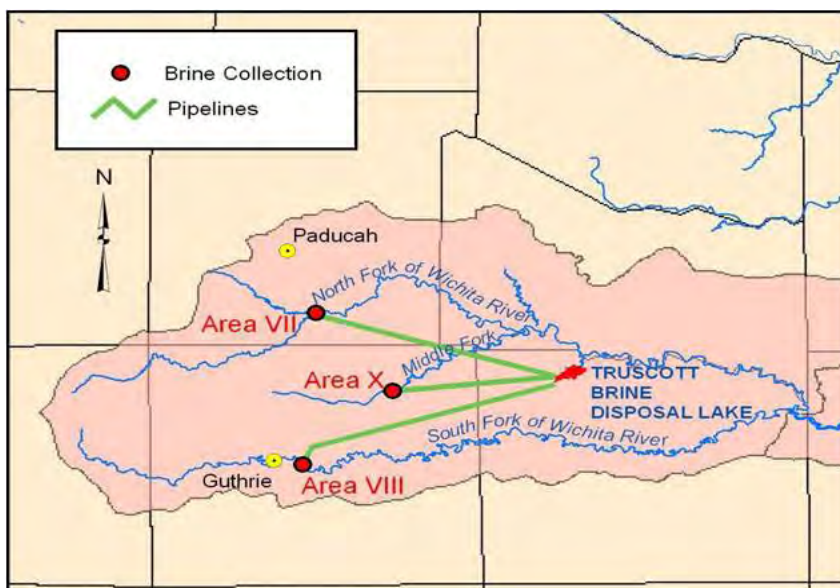 Brine Collection
Pipelines
N
Paducah
North Fork of Wichita River
Area VII
Middle Fork
Area X
TRUSCOTT
BRINE
DISPOSAL LAKE
South Fork of Wichita River
Guthrie
Area VIII